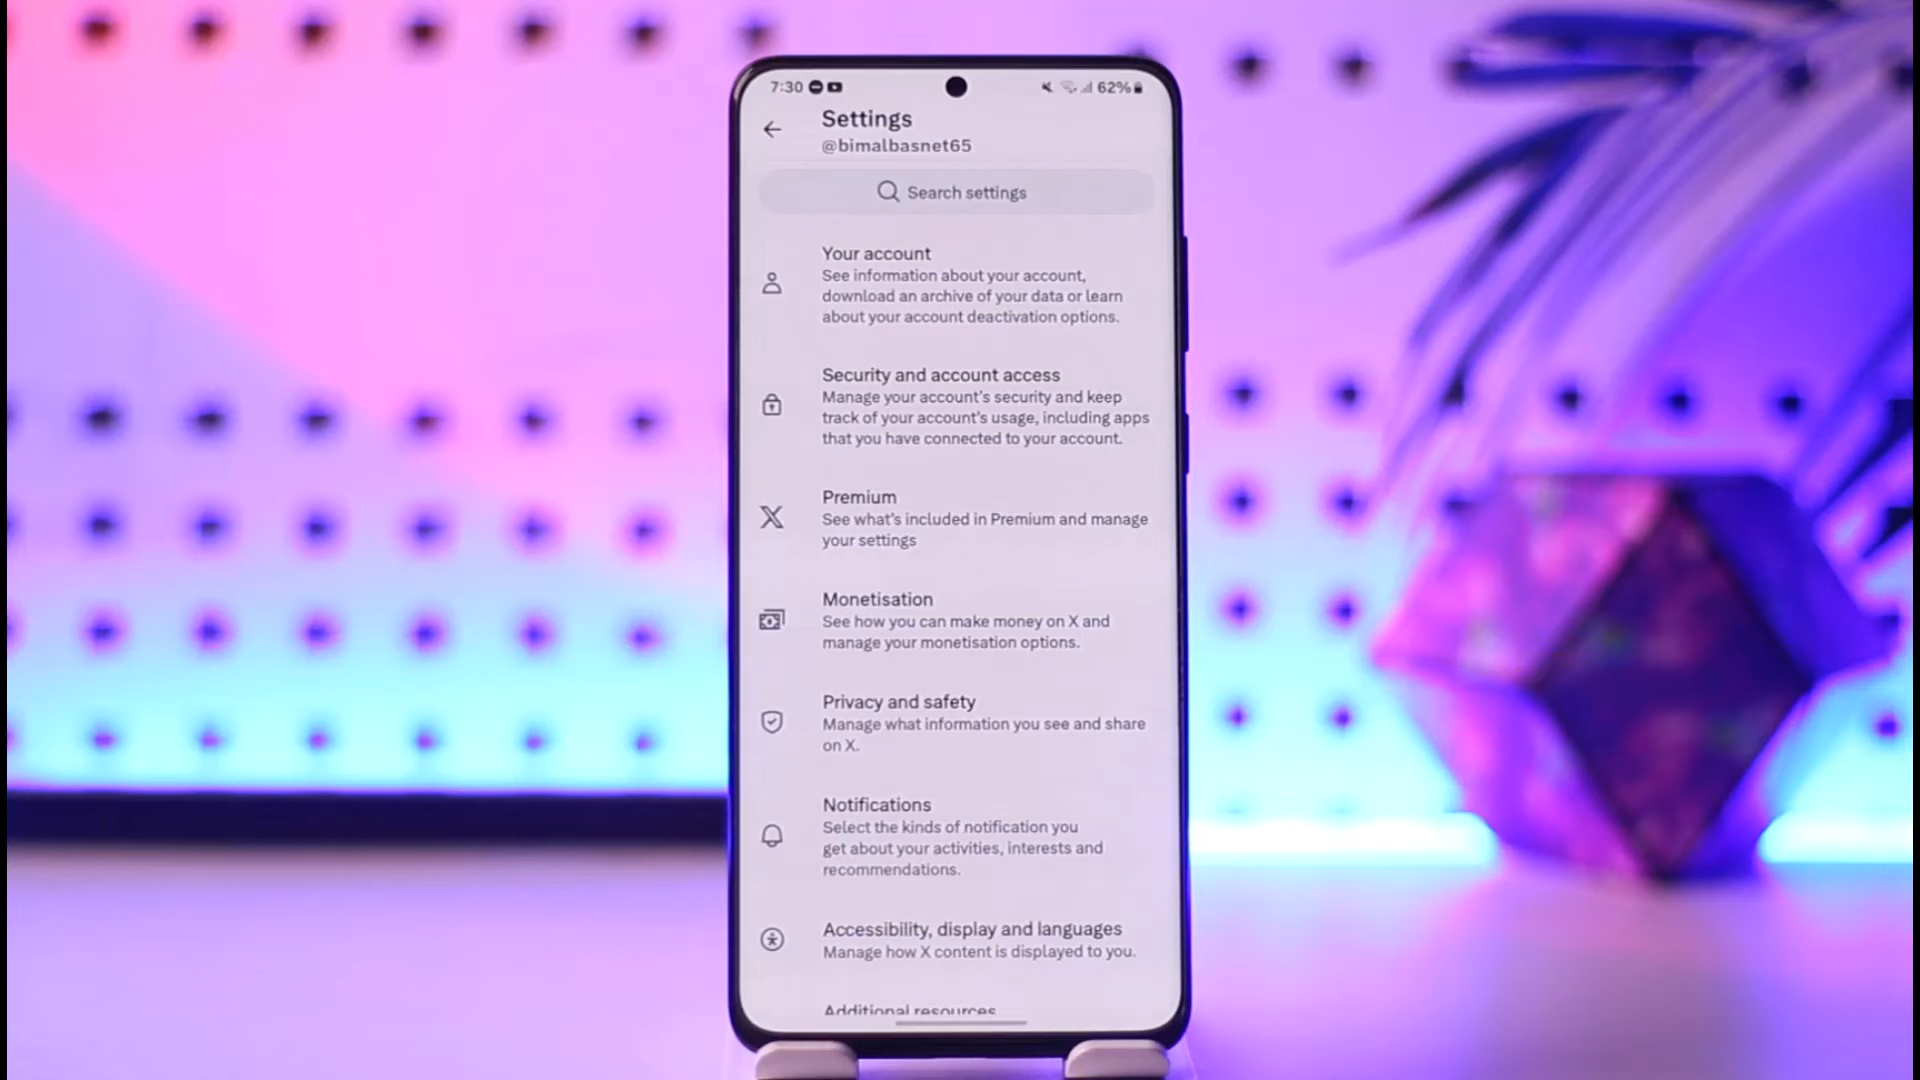 7:30 62%
Settings
@bimalbasnet65
Search settings
Your account
See information about your account,
download an archive of your data or learn
about your account deactivation options.
Security and account access
Manage your account's security and keep
track of your account's usage, including apps
that you have connected to your account.
Premium
See what's included in Premium and manage
your settings
Monetisation
See how you can make money on X and
manage your monetisation options.
Privacy and safety
Manage what information you see and share
on X.
Notifications
Select the kinds of notification you
get about your activities, interests and
recommendations.
Accessibility, display and languages
Manage how X content is displayed to you.
Additional resources